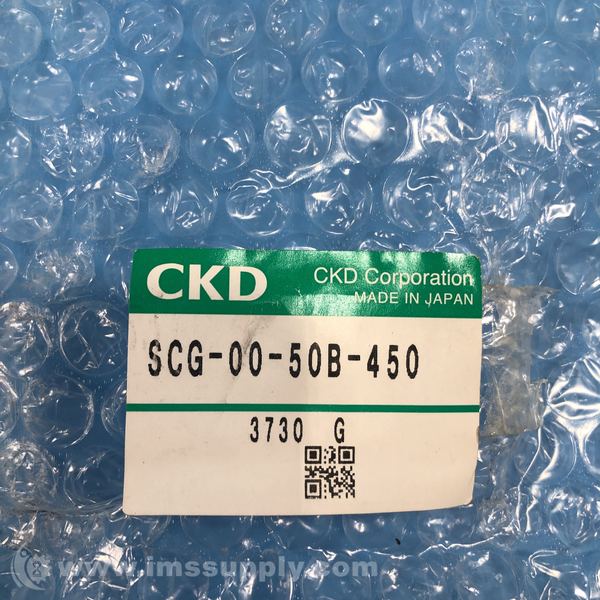 CKD
CKD Corporation
MADE IN JAPAN
SCG-00-50B-450
3730 G
www.imssupply.com